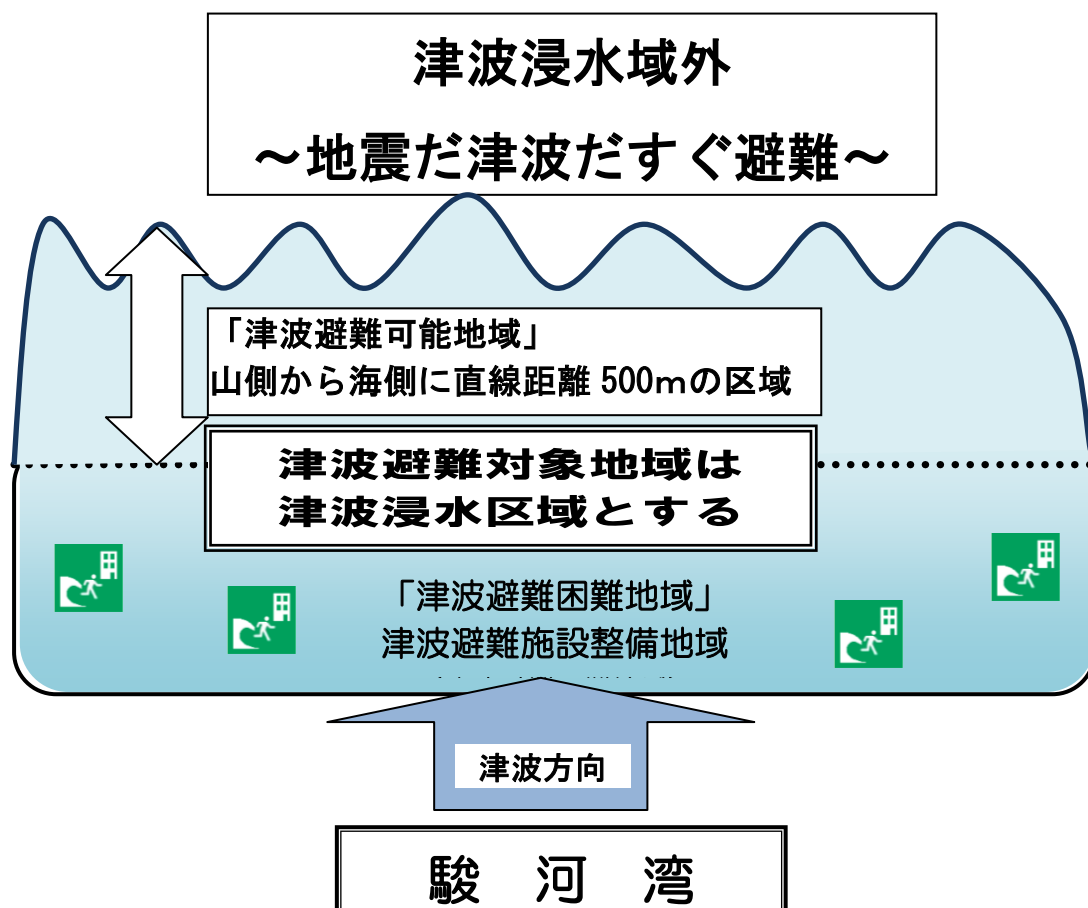 津波浸水域外
~地震だ津波だすぐ避難~
「津波避難可能地域」
山側から海側に直線距離 500mの区域
津波避難対象地域は
津波浸水区域とする
「津波避難困難地域」
津波避難施設整備地域
津波方向
駿 河 湾